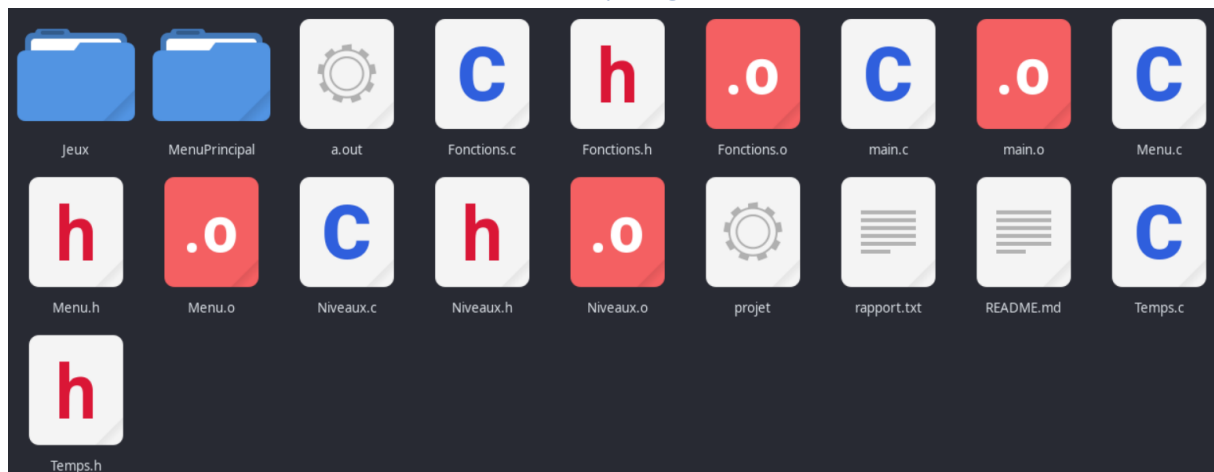 C h .o C .o C
Jeux MenuPrincipal a.out Fonctions.c Fonctions.h Fonctions.o main.c main.o Menu.c
h .o C h .o C
Menu.h Menu.o Niveaux.c Niveaux.h Niveaux.o projet rapport.txt README.md Temps.c
h
Temps.h